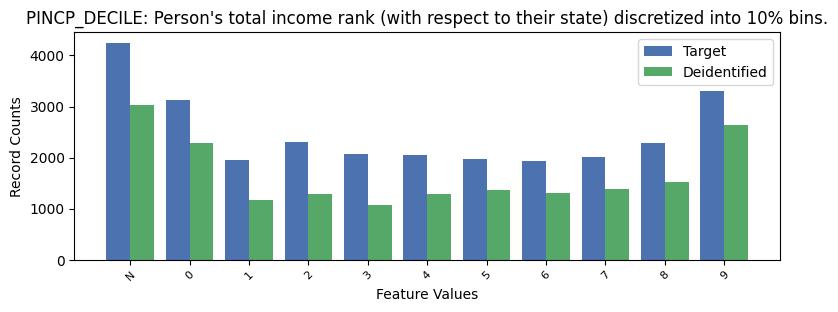 PINCP_DECILE: Person's total income rank (with respect to their state) discretized into 10% bins.
Target
Deidentified
Record Counts
4000
3000
2000
1000
0
N 0 1 2 3 4 5 6 7 8 9
Feature Values